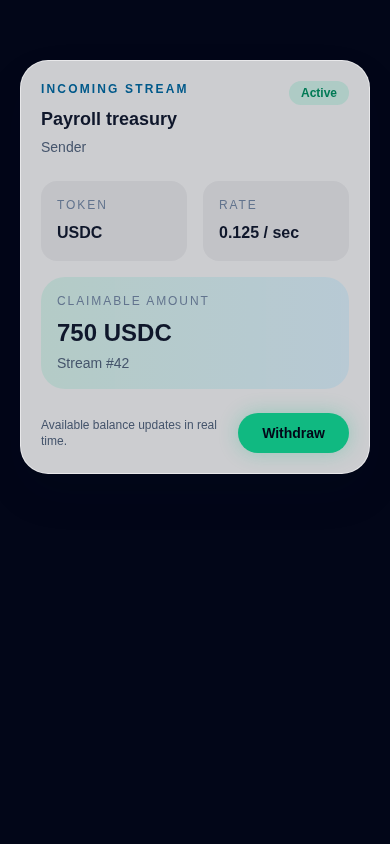 INCOMING STREAM
Active
Payroll treasury
Sender
TOKEN
USDC
RATE
0.125 / sec
CLAIMABLE AMOUNT
750 USDC
Stream #42
Available balance updates in real
time.
Withdraw